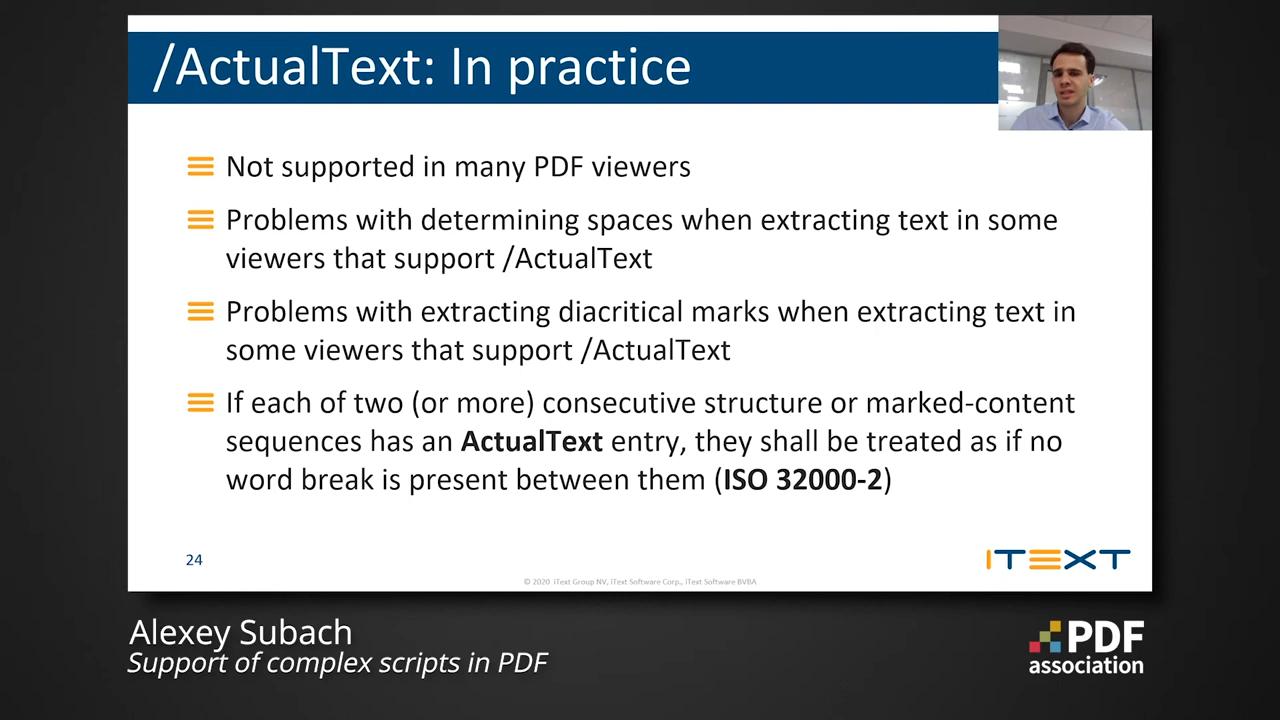 /ActualText: In practice
Not supported in many PDF viewers
Problems with determining spaces when extracting text in some
viewers that support /ActualText
Problems with extracting diacritical marks when extracting text in
some viewers that support /ActualText
If each of two (or more) consecutive structure or marked-content
sequences has an ActualText entry, they shall be treated as if no
word break is present between them (ISO 32000-2)
24
iTEXT
© 2020 iText Group NV, iText Software Corp., iText Software BVBA
Alexey Subach
Support of complex scripts in PDF
PDF
association